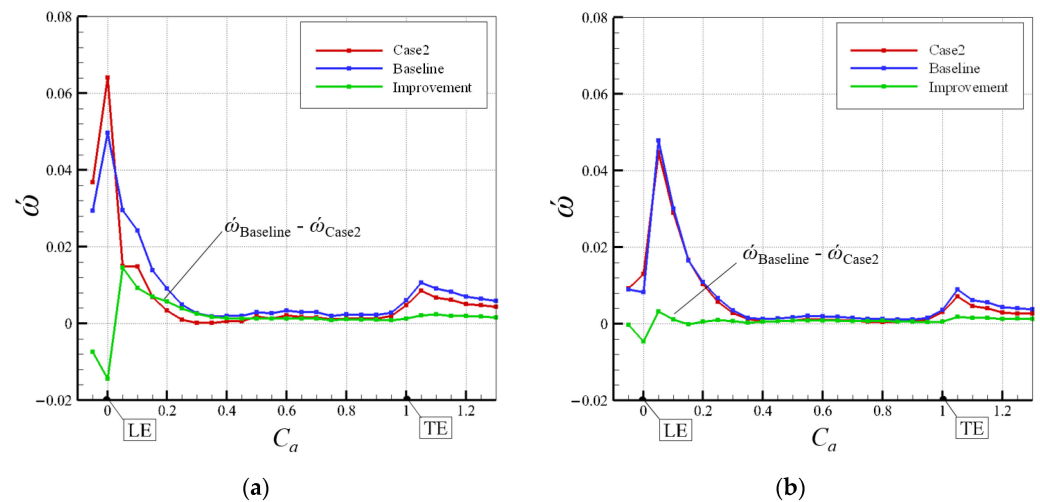 0.08
0.06
0.04
0.02
0
−0.02
ώ
Case2
Baseline
Improvement
ώBaseline - ώCase2
0 0.2 0.4 0.6 0.8 1 1.2
LE
TE
Ca
(a)
0.08
0.06
0.04
0.02
0
−0.02
ώ
Case2
Baseline
Improvement
ώBaseline - ώCase2
0 0.2 0.4 0.6 0.8 1 1.2
LE
TE
Ca
(b)